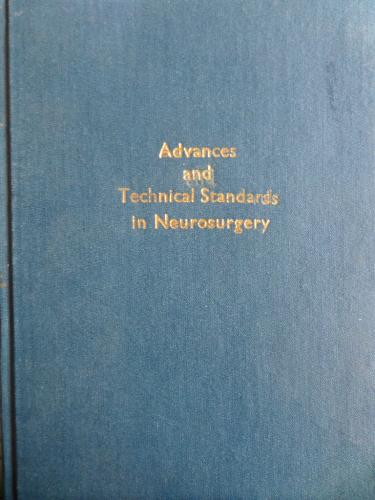 Advances
and
Technical Standards
in Neurosurgery